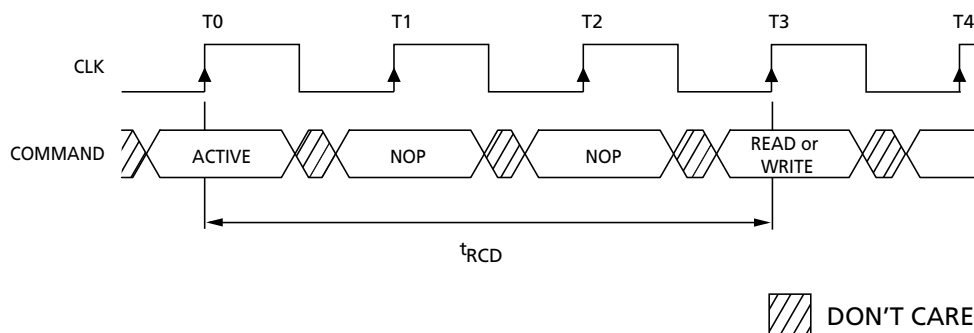 T0 T1 T2 T3 T4
CLK
COMMAND ACTIVE NOP NOP READ or
WRITE
tRCD
DON'T CARE